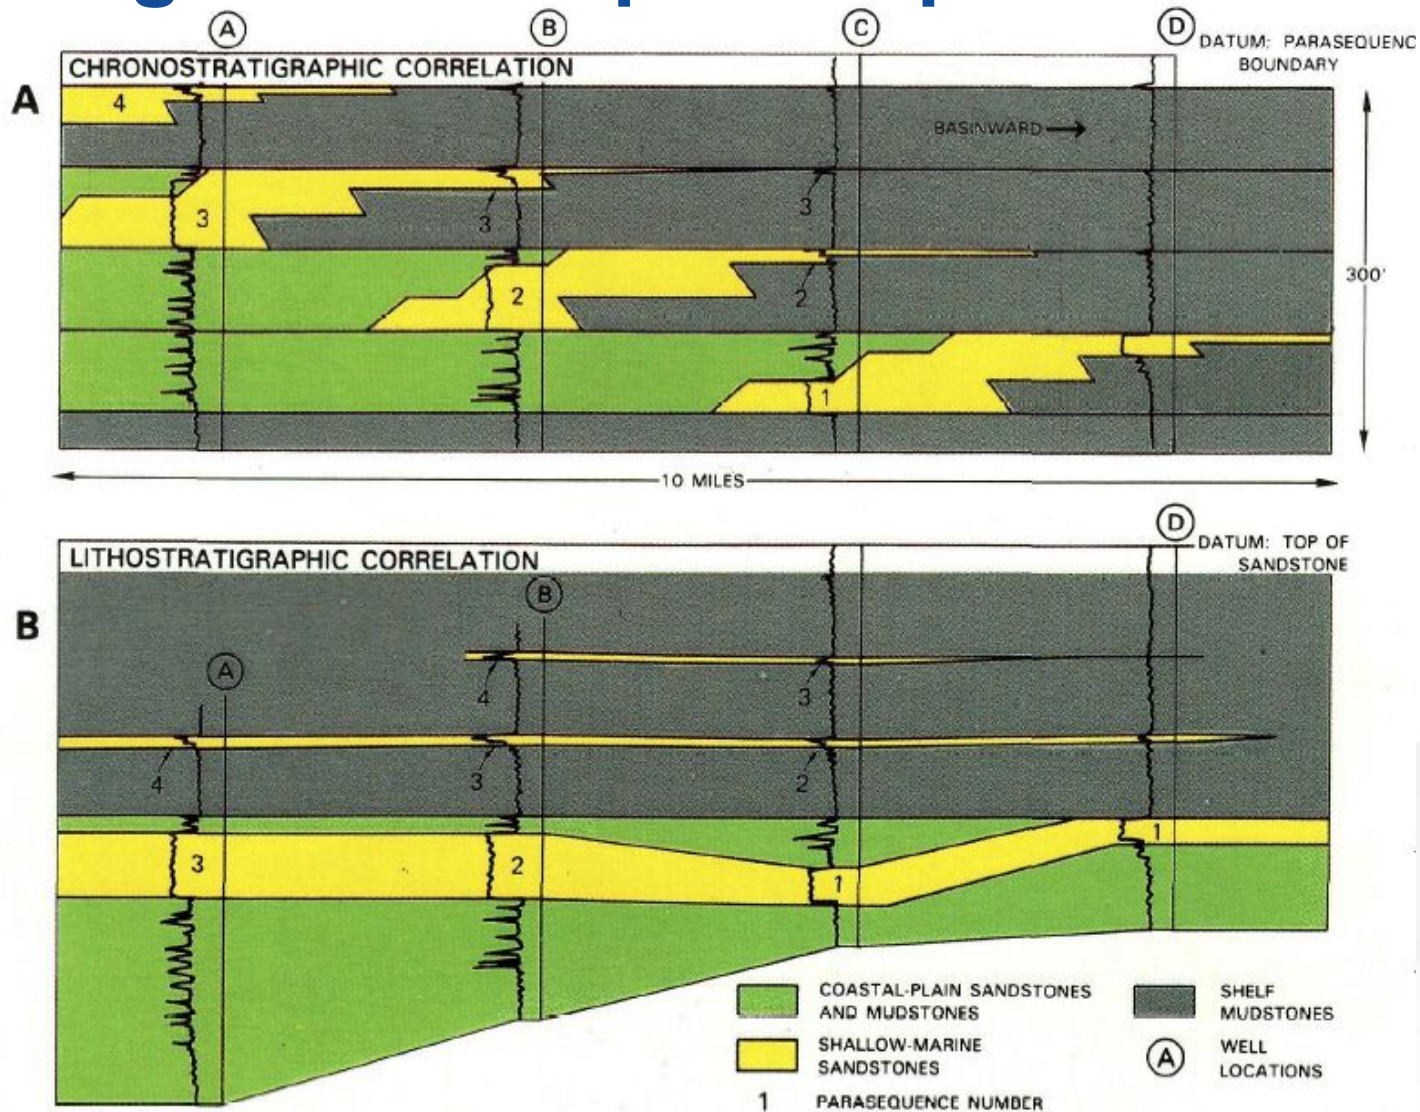 A B C D
DATUM: PARASEQUENC
BOUNDARY
CHRONOSTRATIGRAPHIC CORRELATION
A
4
BASINWARD
3
3
3
2
2
1
300'
10 MILES
D
DATUM: TOP OF
SANDSTONE
LITHOSTRATIGRAPHIC CORRELATION
B
B
A
4
3
4
3
2
3
2
1
1
COASTAL-PLAIN SANDSTONES
AND MUDSTONES
SHALLOW-MARINE
SANDSTONES
1 PARASEQUENCE NUMBER
SHELF
MUDSTONES
A WELL
LOCATIONS